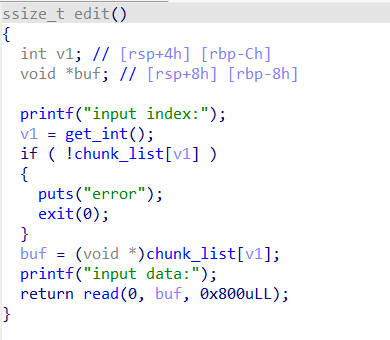 ssize_t edit()
{
int v1; // [rsp+4h] [rbp-Ch]
void *buf; // [rsp+8h] [rbp-8h]
printf("input index:");
v1 = get_int();
if ( !chunk_list[v1] )
{
puts("error");
exit(0);
}
buf = (void *)chunk_list[v1];
printf("input data:");
return read(0, buf, 0x800uLL);
}